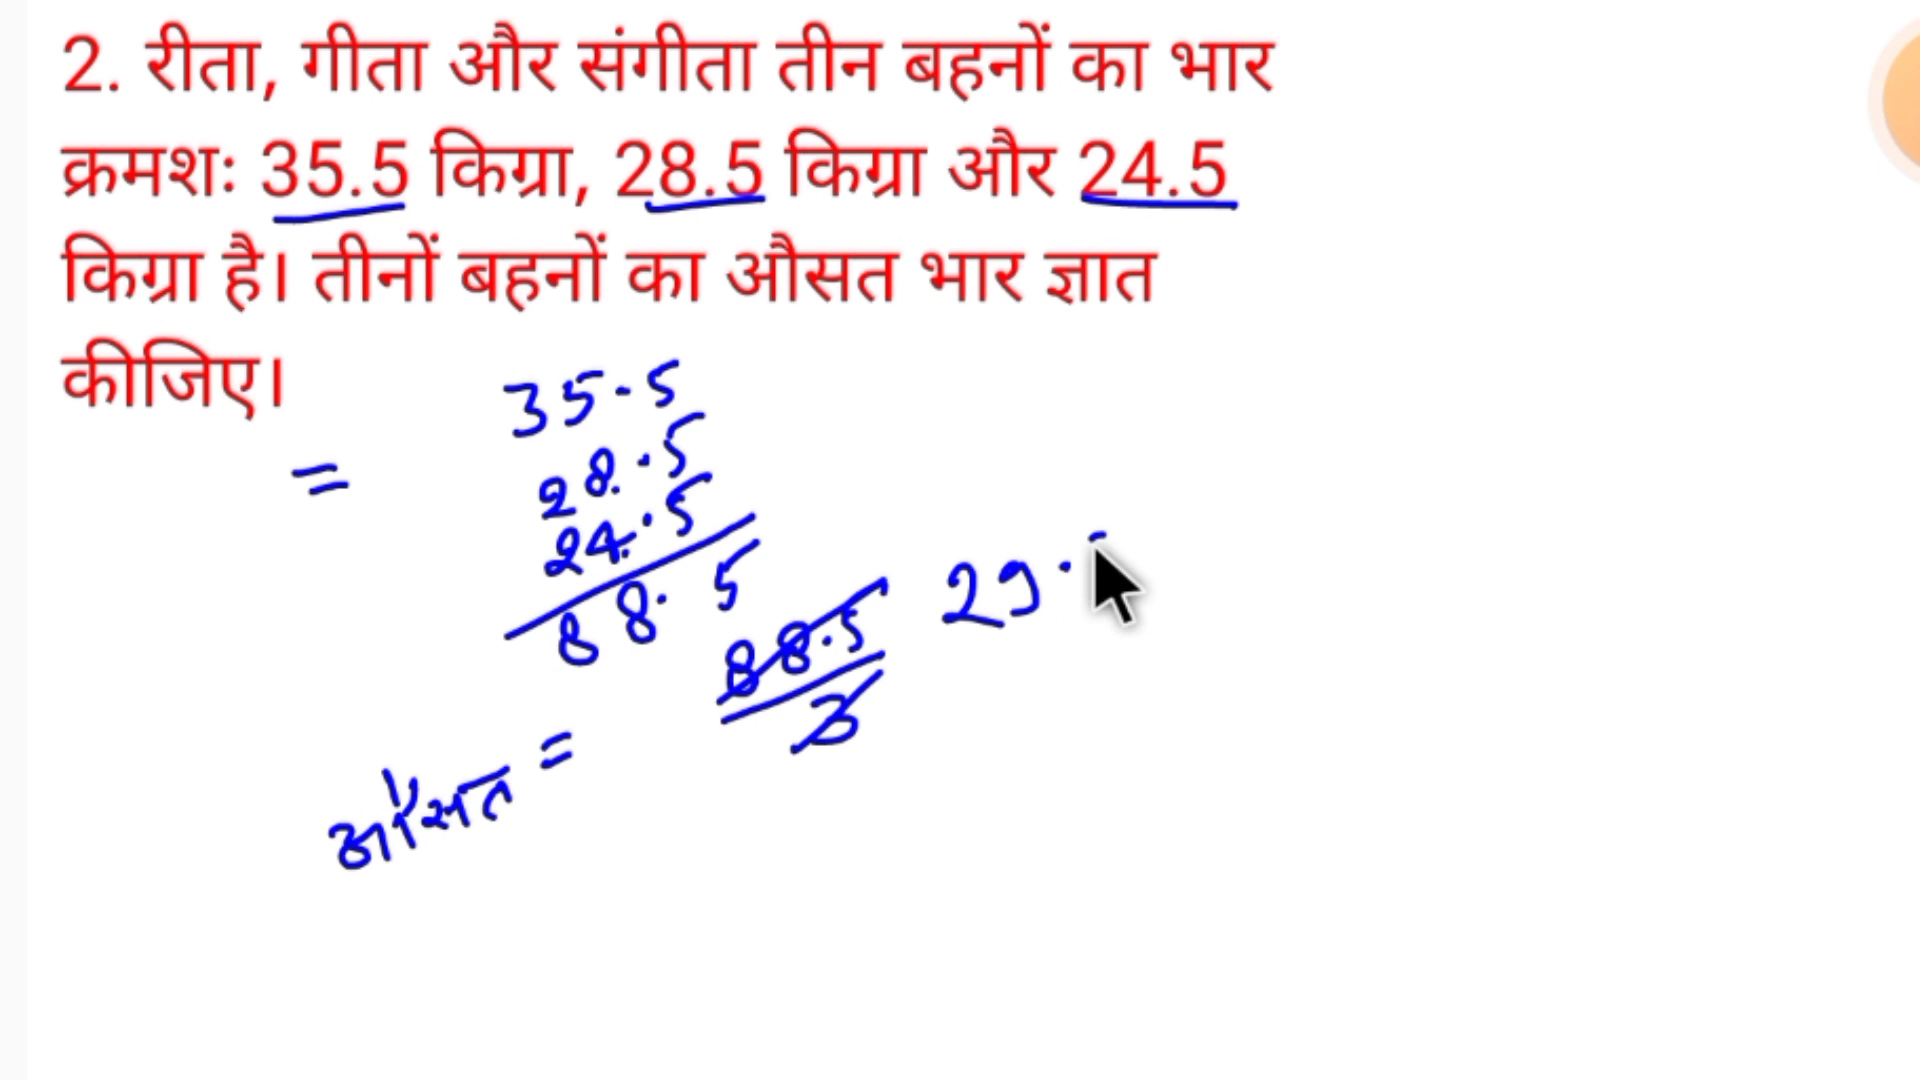 2. रीता, गीता और संगीता तीन बहनों का भार
क्रमशः 35.5 किग्रा, 28.5 किग्रा और 24.5
किग्रा है। तीनों बहनों का औसत भार ज्ञात
कीजिए।
35.5
=
28.5
24.5
88.5
88.5
3
29.
औसत =